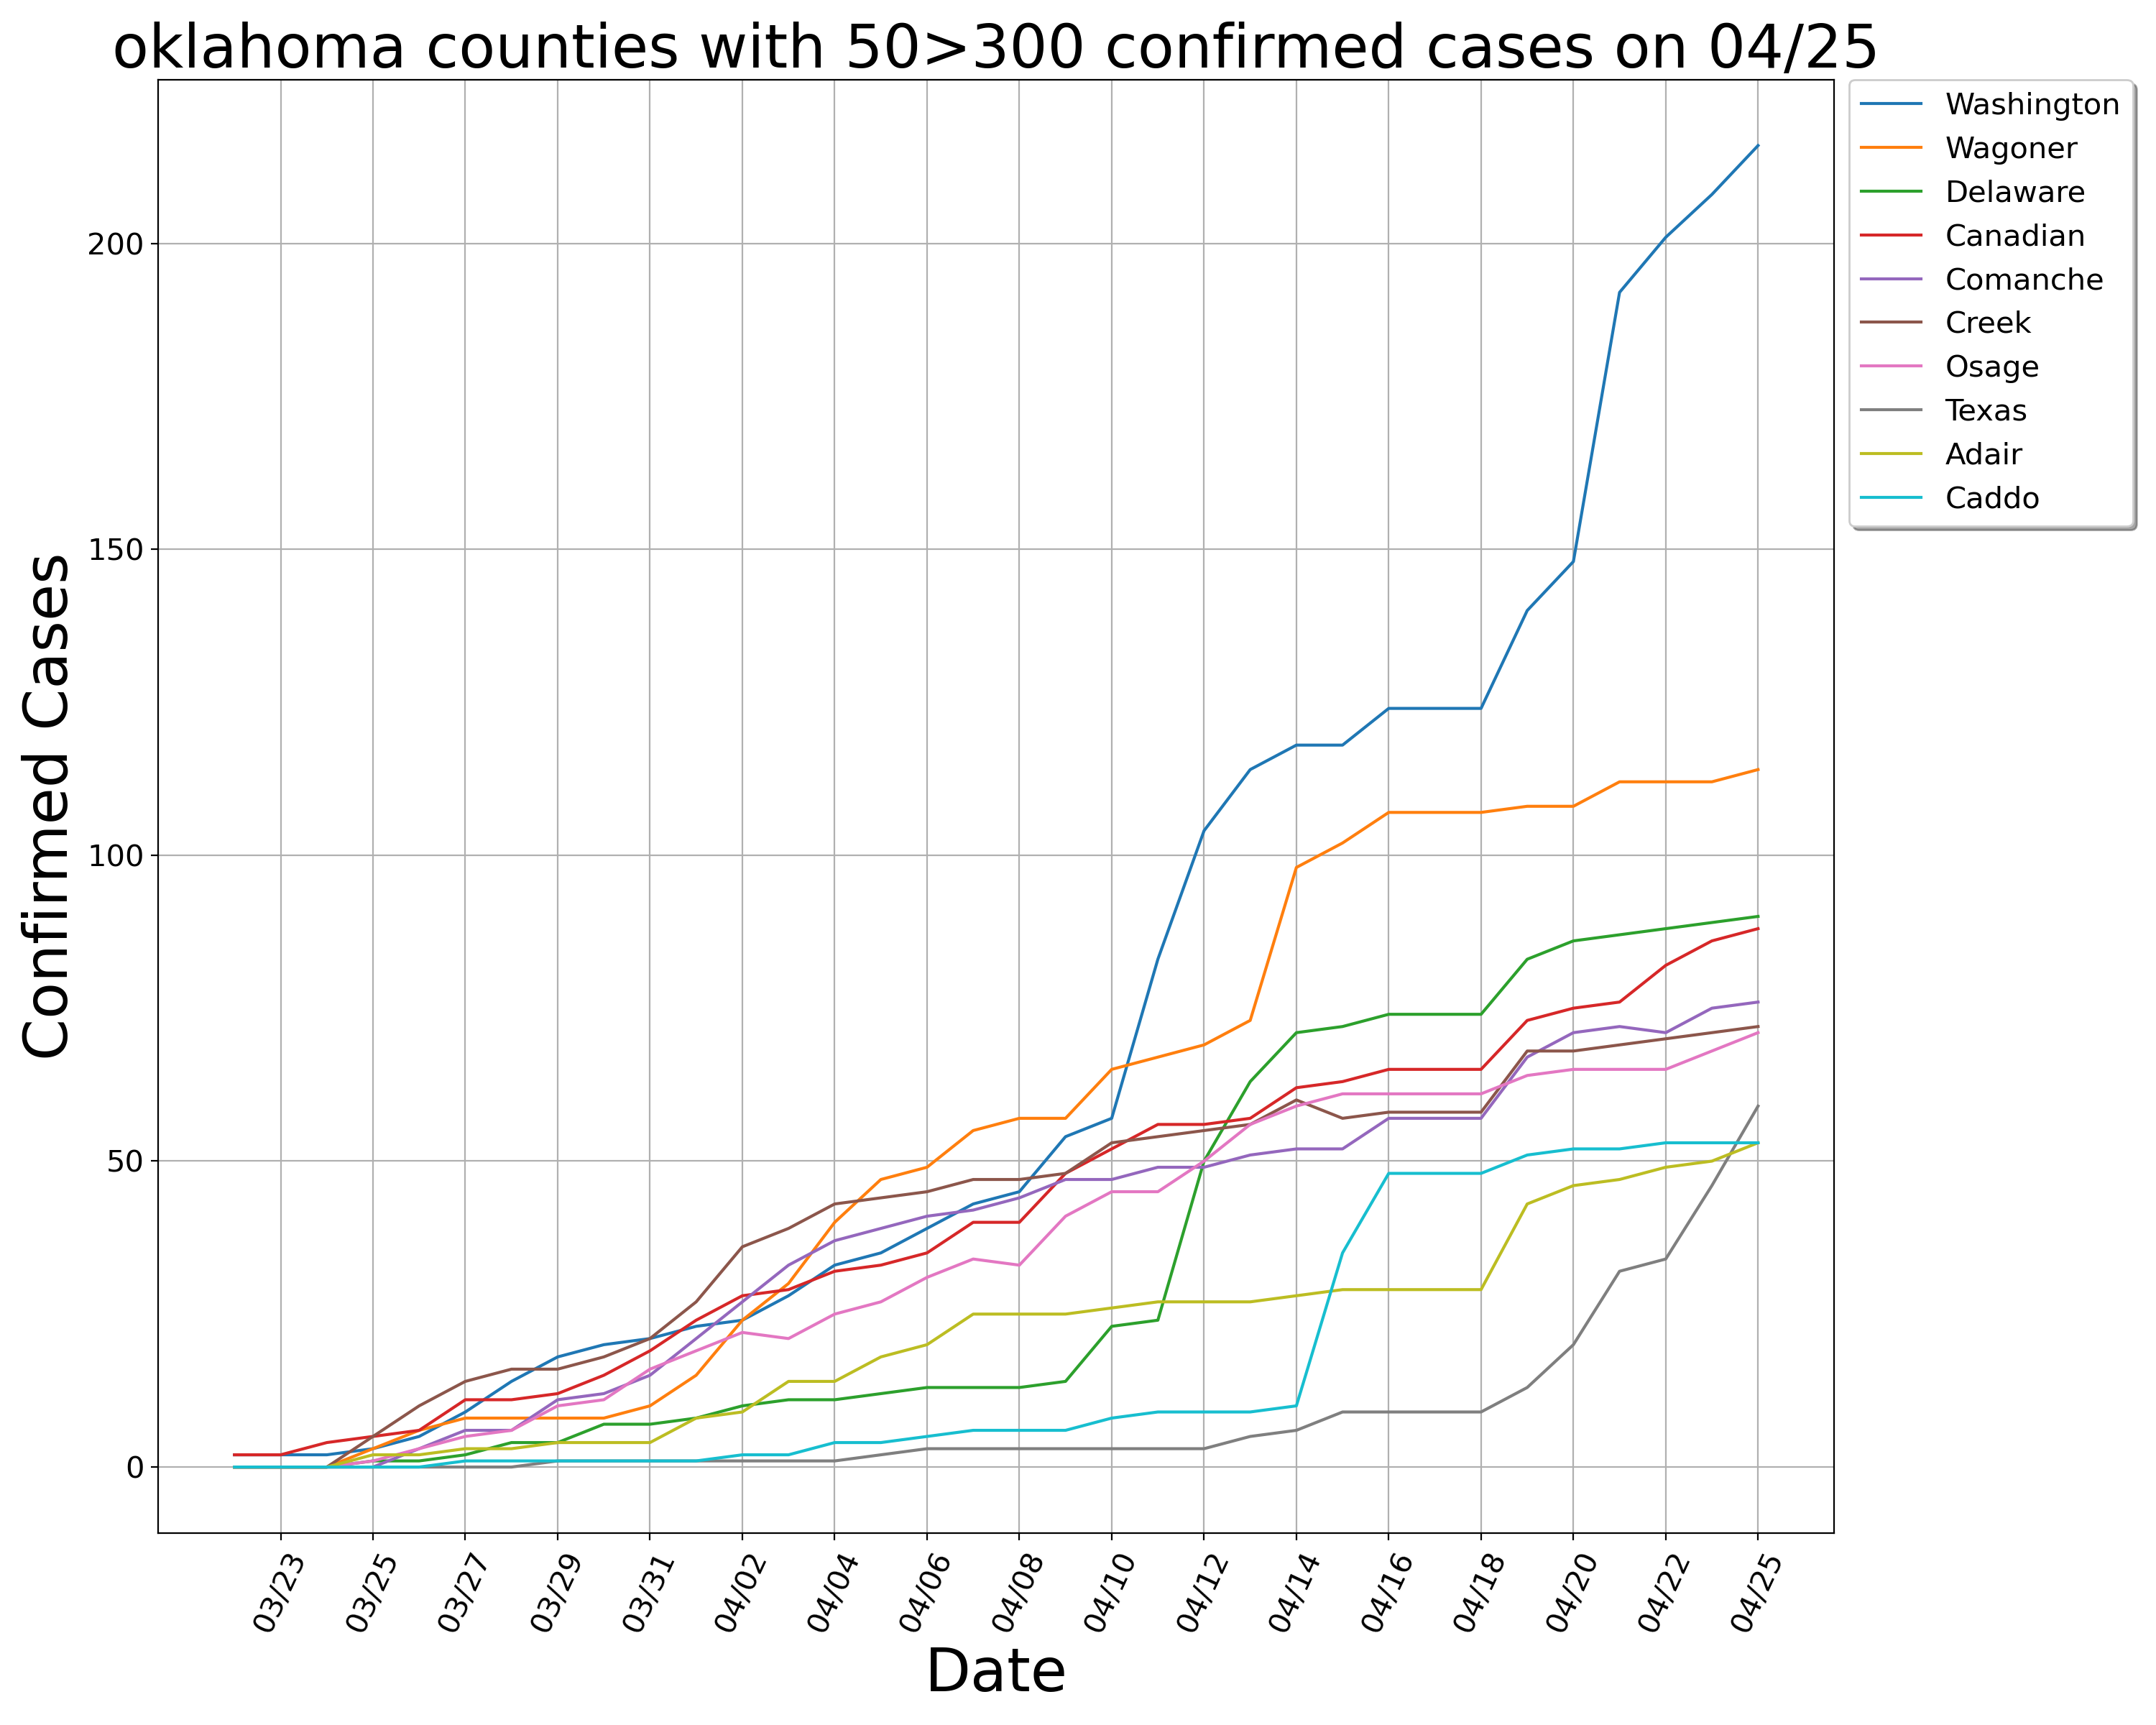 oklahoma counties with 50>300 confirmed cases on 04/25
Washington
Wagoner
Delaware
Canadian
Comanche
Creek
Osage
Texas
Adair
Caddo
Confirmed Cases
200
150
100
50
0
03/23
03/25
03/27
03/29
03/31
04/02
04/04
04/06
04/08
04/10
04/12
04/14
04/16
04/18
04/20
04/22
04/25
Date